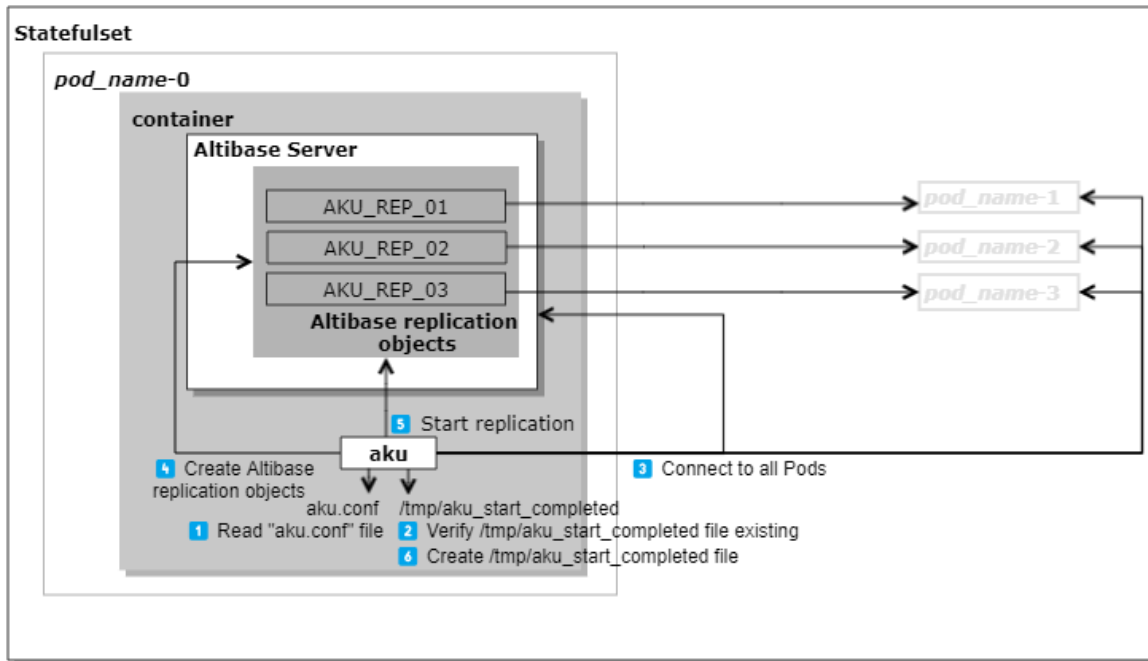 Statefulset
pod_name-0
container
Altibase Server
AKU_REP_01
pod_name-1
AKU_REP_02
pod_name-2
AKU_REP_03
pod_name-3
Altibase replication
objects
5 Start replication
aku
4 Create Altibase
replication objects
3 Connect to all Pods
aku.conf
/tmp/aku_start_completed
1 Read "aku.conf" file
2 Verify /tmp/aku_start_completed file existing
6 Create /tmp/aku_start_completed file